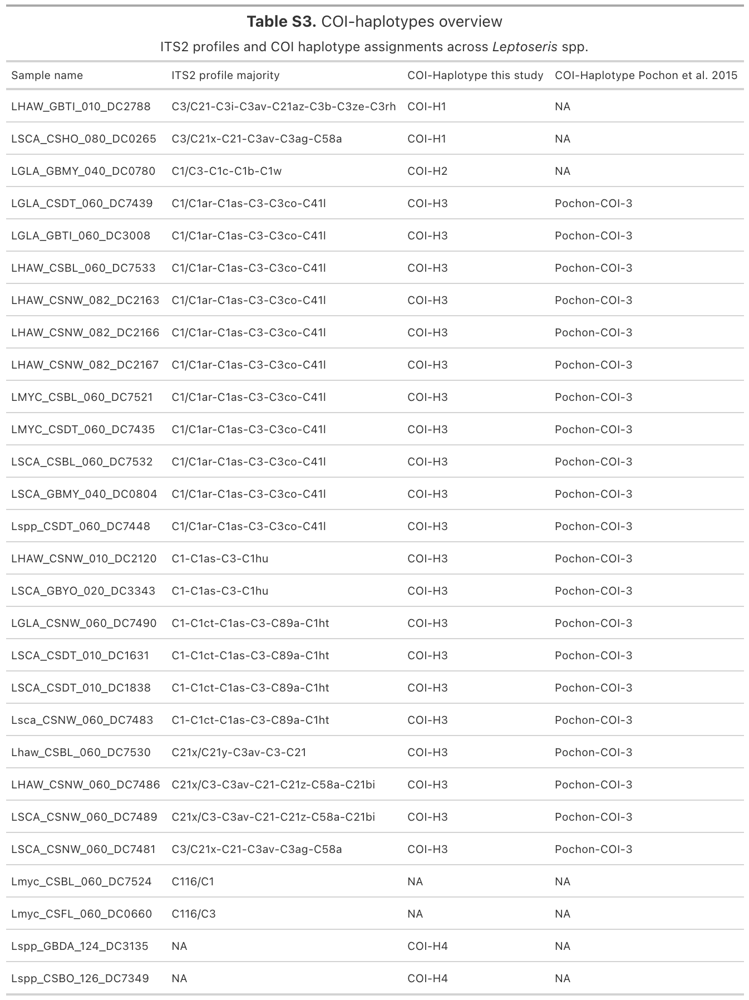 Table S3. COI-haplotypes overview
ITS2 profiles and COI haplotype assignments across Leptoseris spp.
Sample name ITS2 profile majority COI-Haplotype this study COI-Haplotype Pochon et al. 2015
LHAW_GBTI_010_DC2788 C3/C21-C3i-C3av-C21az-C3b-C3ze-C3rh COI-H1 NA
LSCA_CSHO_080_DC0265 C3/C21x-C21-C3av-C3ag-C58a COI-H1 NA
LGLA_GBMY_040_DC0780 C1/C3-C1c-C1b-C1w COI-H2 NA
LGLA_CSDT_060_DC7439 C1/C1ar-C1as-C3-C3co-C41l COI-H3 Pochon-COI-3
LGLA_GBTI_060_DC3008 C1/C1ar-C1as-C3-C3co-C41l COI-H3 Pochon-COI-3
LHAW_CSBL_060_DC7533 C1/C1ar-C1as-C3-C3co-C41l COI-H3 Pochon-COI-3
LHAW_CSNW_082_DC2163 C1/C1ar-C1as-C3-C3co-C41l COI-H3 Pochon-COI-3
LHAW_CSNW_082_DC2166 C1/C1ar-C1as-C3-C3co-C41l COI-H3 Pochon-COI-3
LHAW_CSNW_082_DC2167 C1/C1ar-C1as-C3-C3co-C41l COI-H3 Pochon-COI-3
LMYC_CSBL_060_DC7521 C1/C1ar-C1as-C3-C3co-C41l COI-H3 Pochon-COI-3
LMYC_CSDT_060_DC7435 C1/C1ar-C1as-C3-C3co-C41l COI-H3 Pochon-COI-3
LSCA_CSBL_060_DC7532 C1/C1ar-C1as-C3-C3co-C41l COI-H3 Pochon-COI-3
LSCA_GBMY_040_DC0804 C1/C1ar-C1as-C3-C3co-C41l COI-H3 Pochon-COI-3
Lspp_CSDT_060_DC7448 C1/C1ar-C1as-C3-C3co-C41l COI-H3 Pochon-COI-3
LHAW_CSNW_010_DC2120 C1-C1as-C3-C1hu COI-H3 Pochon-COI-3
LSCA_GBYO_020_DC3343 C1-C1as-C3-C1hu COI-H3 Pochon-COI-3
LGLA_CSNW_060_DC7490 C1-C1ct-C1as-C3-C89a-C1ht COI-H3 Pochon-COI-3
LSCA_CSDT_010_DC1631 C1-C1ct-C1as-C3-C89a-C1ht COI-H3 Pochon-COI-3
LSCA_CSDT_010_DC1838 C1-C1ct-C1as-C3-C89a-C1ht COI-H3 Pochon-COI-3
Lsca_CSNW_060_DC7483 C1-C1ct-C1as-C3-C89a-C1ht COI-H3 Pochon-COI-3
Lhaw_CSBL_060_DC7530 C21x/C21y-C3av-C3-C21 COI-H3 Pochon-COI-3
LHAW_CSNW_060_DC7486 C21x/C3-C3av-C21-C21z-C58a-C21bi COI-H3 Pochon-COI-3
LSCA_CSNW_060_DC7489 C21x/C3-C3av-C21-C21z-C58a-C21bi COI-H3 Pochon-COI-3
LSCA_CSNW_060_DC7481 C3/C21x-C21-C3av-C3ag-C58a COI-H3 Pochon-COI-3
Lmyc_CSBL_060_DC7524 C116/C1 NA NA
Lmyc_CSFL_060_DC0660 C116/C3 NA NA
Lspp_GBDA_124_DC3135 NA COI-H4 NA
Lspp_CSBO_126_DC7349 NA COI-H4 NA